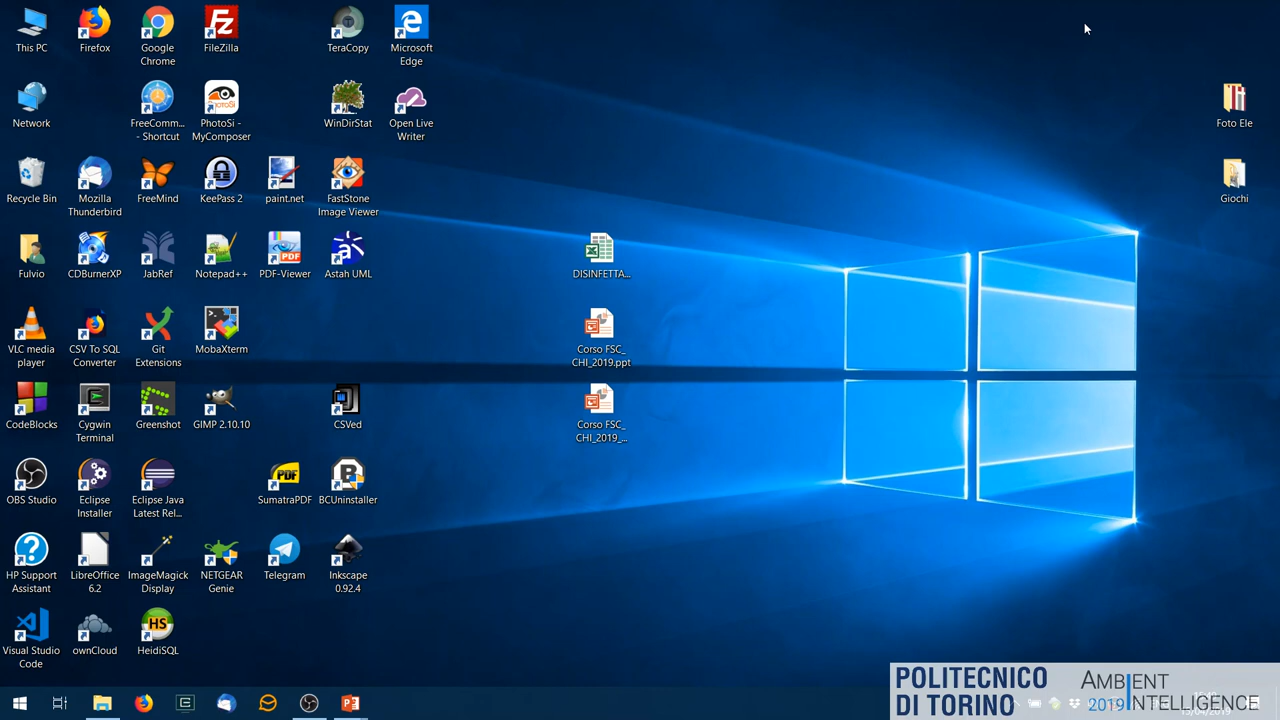 This PC
Firefox
Google
Chrome
FileZilla
TeraCopy
Microsoft
Edge
Network
FreeComm...
- Shortcut
PhotoSi -
MyComposer
WinDirStat
Open Live
Writer
Foto Ele
Recycle Bin
Mozilla
Thunderbird
FreeMind
KeePass 2
paint.net
FastStone
Image Viewer
Giochi
Fulvio
CDBurnerXP
JabRef
Notepad++
PDF-Viewer
Astah UML
DISINFETTA...
VLC media
player
CSV To SQL
Converter
Git
Extensions
MobaXterm
Corso FSC_
CHI_2019.ppt
CodeBlocks
Cygwin
Terminal
Greenshot
GIMP 2.10.10
CSVed
Corso FSC_
CHI_2019_...
OBS Studio
Eclipse
Installer
Eclipse Java
Latest Rel...
SumatraPDF
BCUninstaller
HP Support
Assistant
LibreOffice
6.2
ImageMagick
Display
NETGEAR
Genie
Telegram
Inkscape
0.92.4
Visual Studio
Code
ownCloud
HeidiSQL
POLITECNICO
DI TORINO
AMBIENT
2019 INTELLIGENCE